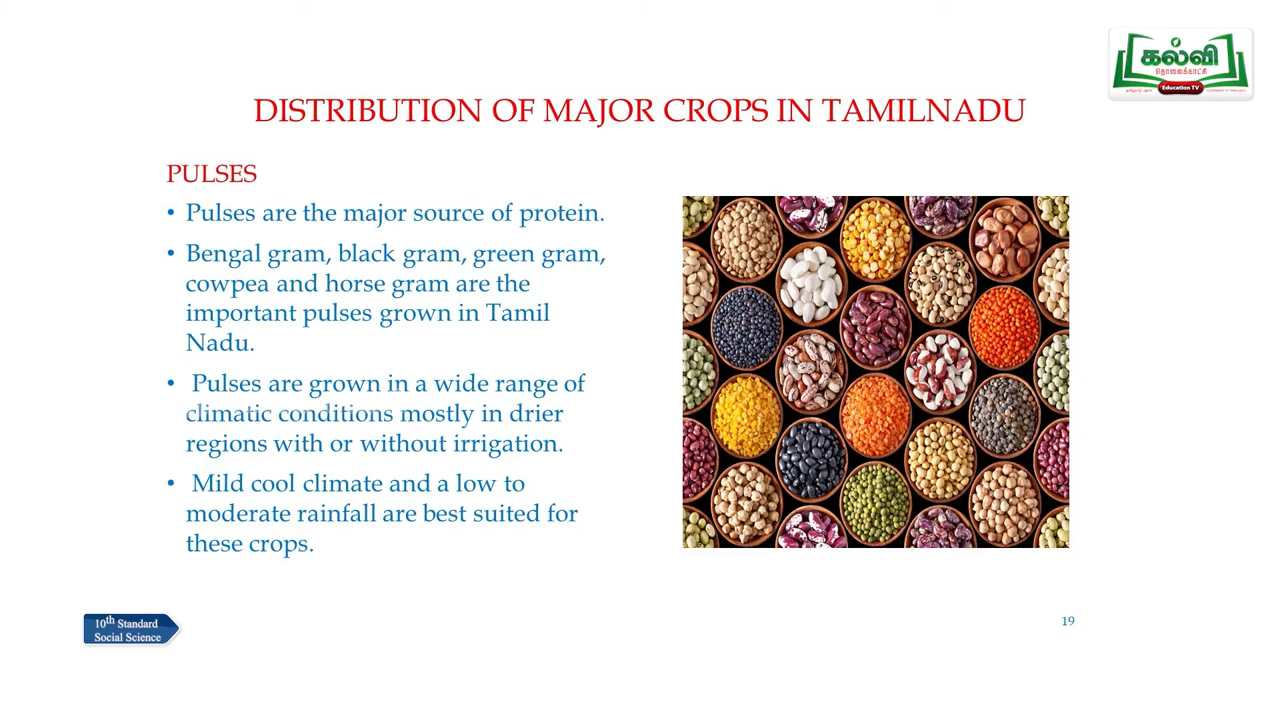 கல்வி
தொலைக்காட்சி
Education TV
DISTRIBUTION OF MAJOR CROPS IN TAMILNADU
PULSES
• Pulses are the major source of protein.
• Bengal gram, black gram, green gram,
cowpea and horse gram are the
important pulses grown in Tamil
Nadu.
• Pulses are grown in a wide range of
climatic conditions mostly in drier
regions with or without irrigation.
• Mild cool climate and a low to
moderate rainfall are best suited for
these crops.
10th Standard
Social Science
19